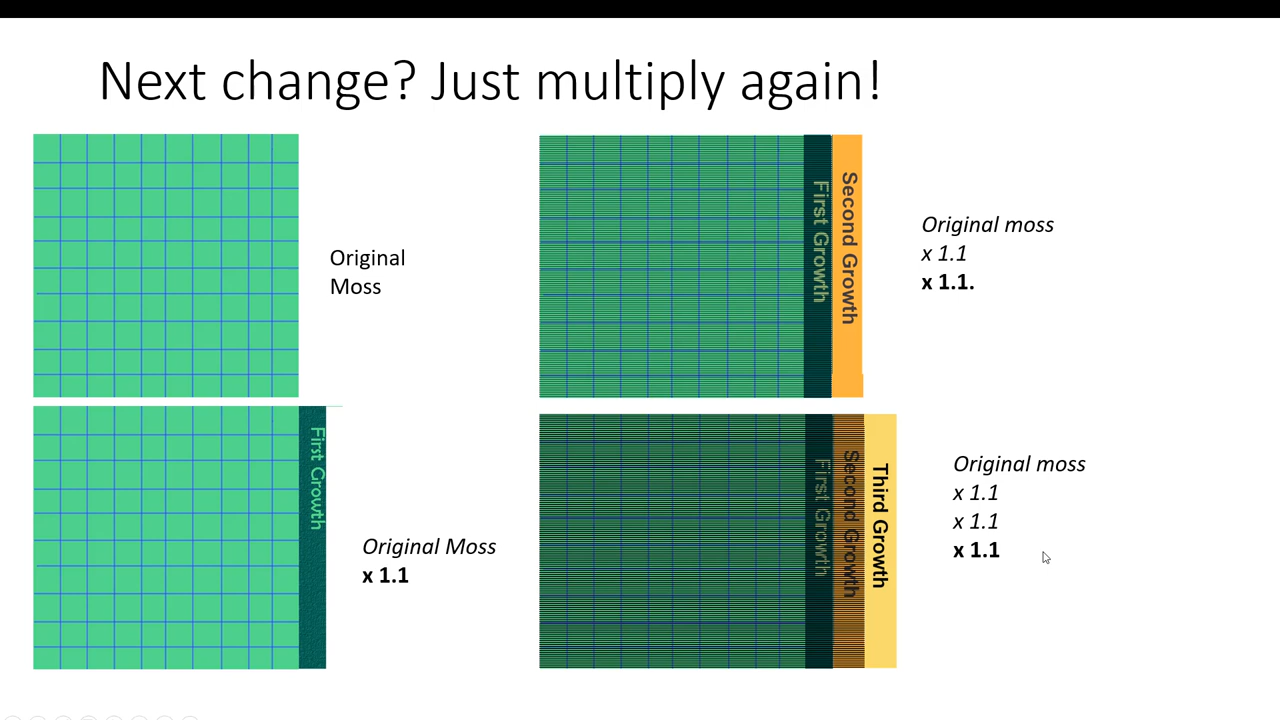 Next change? Just multiply again!
Original
Moss
First Growth
Second Growth
Original moss
x 1.1
x 1.1.
First Growth
Original Moss
x 1.1
First Growth
Second Growth
Third Growth
Original moss
x 1.1
x 1.1
x 1.1